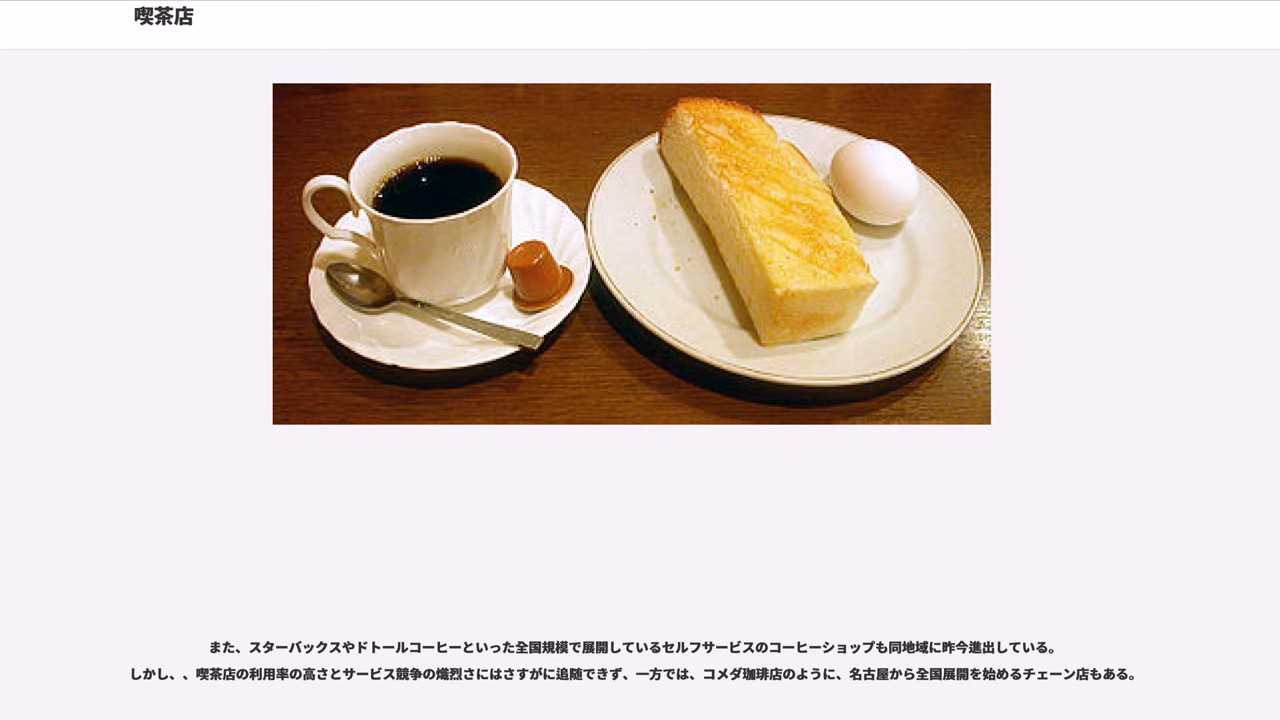 喫茶店
また、スターバックスやドトールコーヒーといった全国規模で展開しているセルフサービスのコーヒーショップも同地域に昨今進出している。
しかし、、喫茶店の利用率の高さとサービス競争の熾烈さにはさすがに追随できず、一方では、コメダ珈琲店のように、名古屋から全国展開を始めるチェーン店もある。